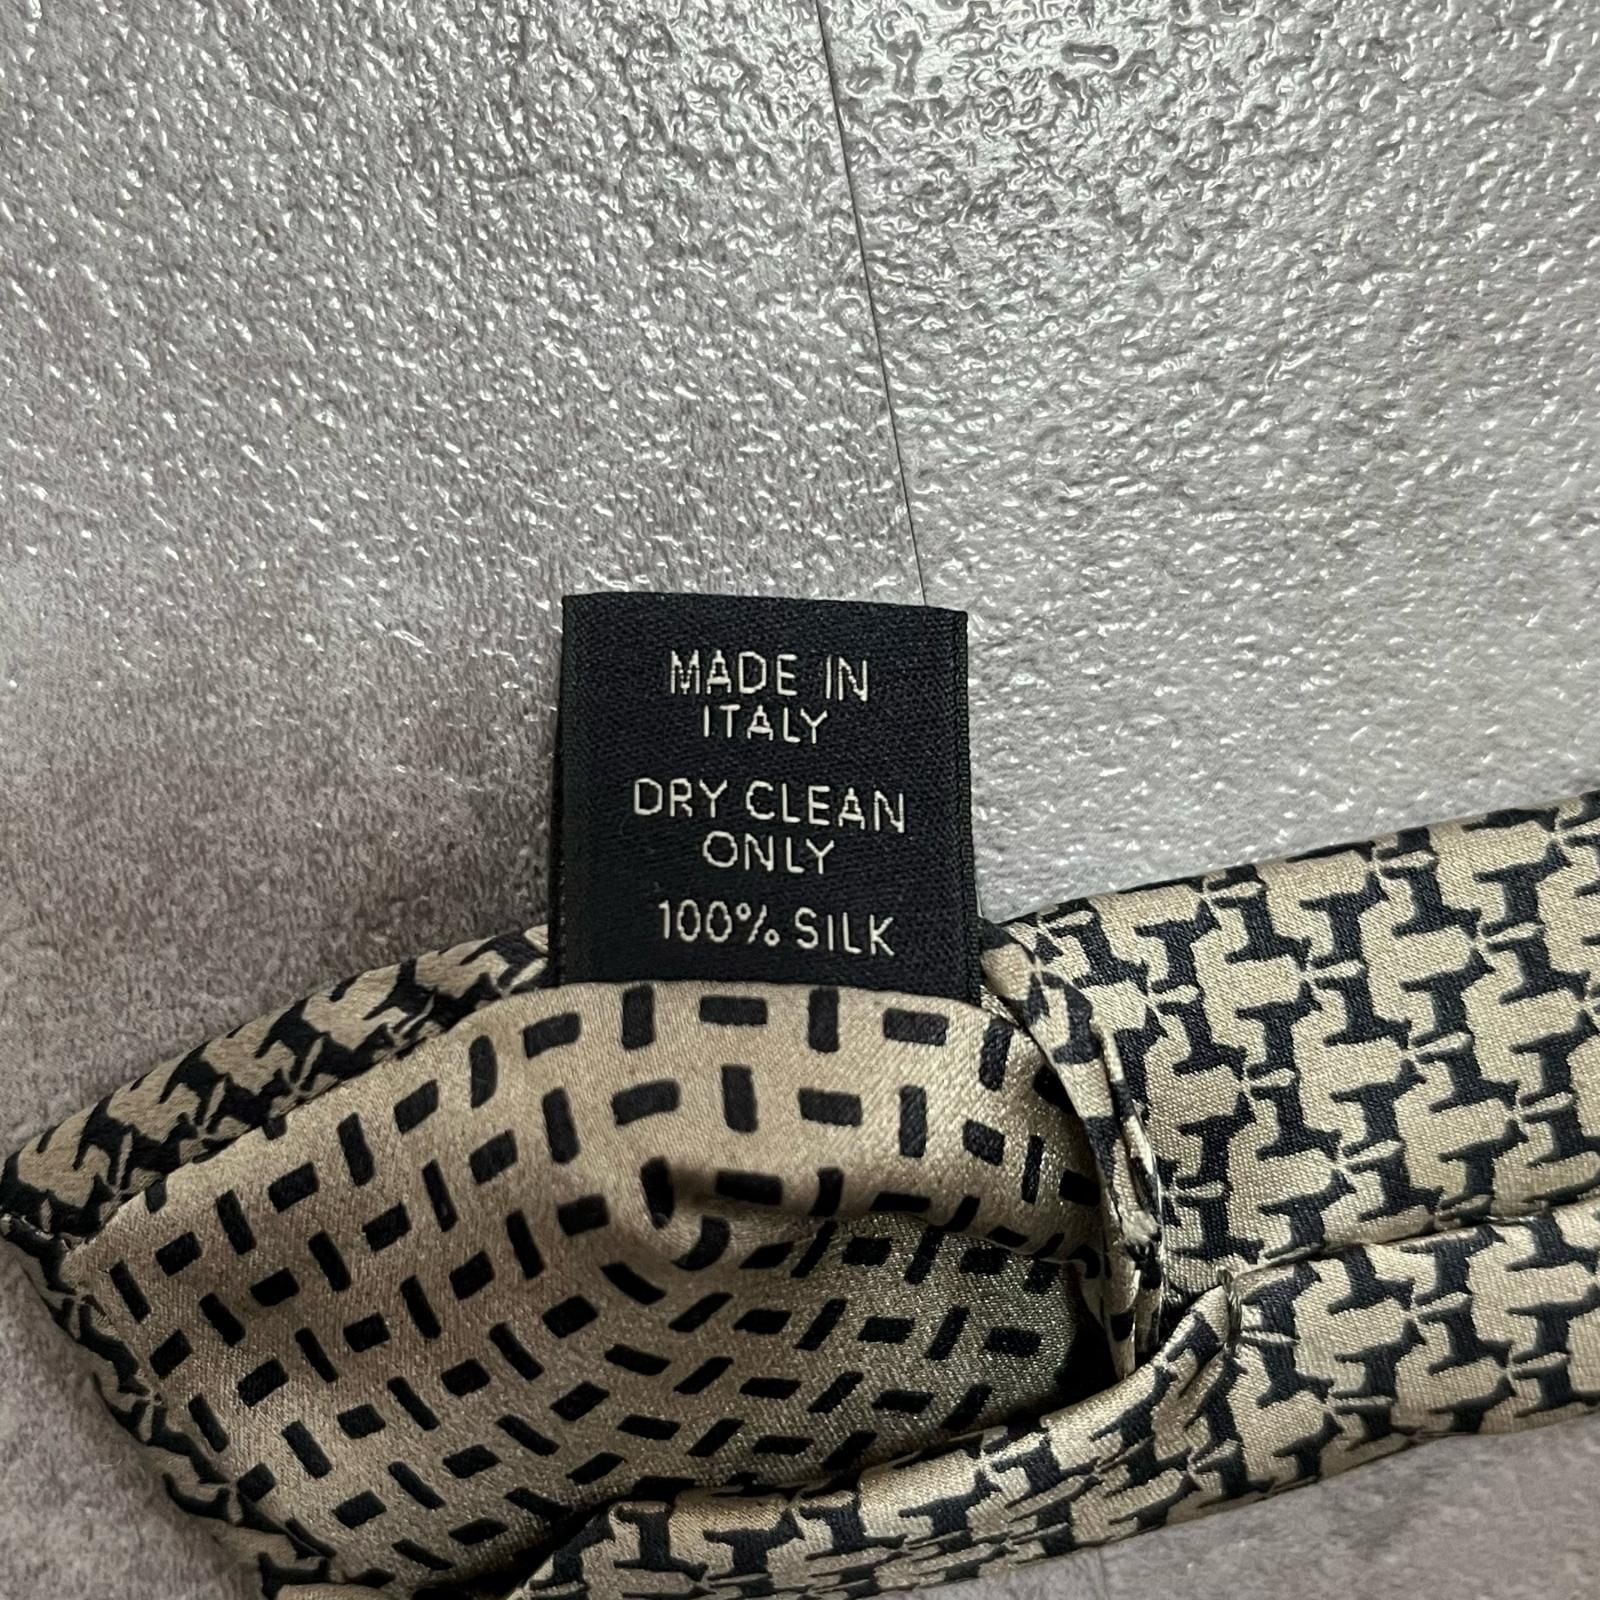 MADE IN
ITALY
DRY CLEAN
ONLY
100% SILK